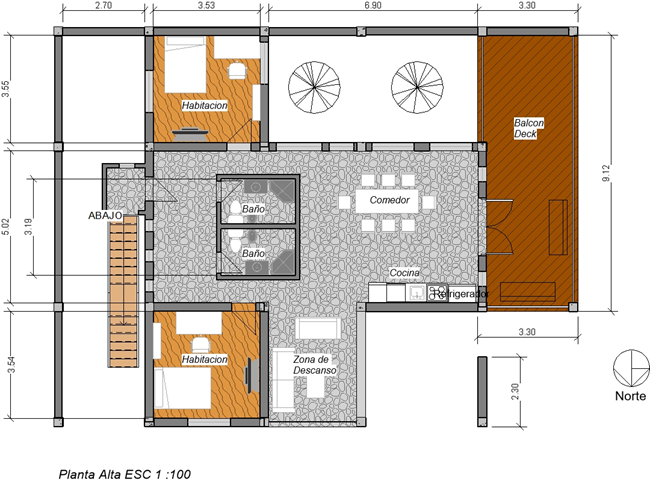 2.70
3.53
6.90
3.30
3.55
Habitacion
Balcon
Deck
9.12
5.02
3.19
ABAJO
Baño
Comedor
Baño
Cocina
Refrigerador
3.30
3.54
Habitacion
Zona de
Descanso
2.30
Norte
Planta Alta ESC 1 :100